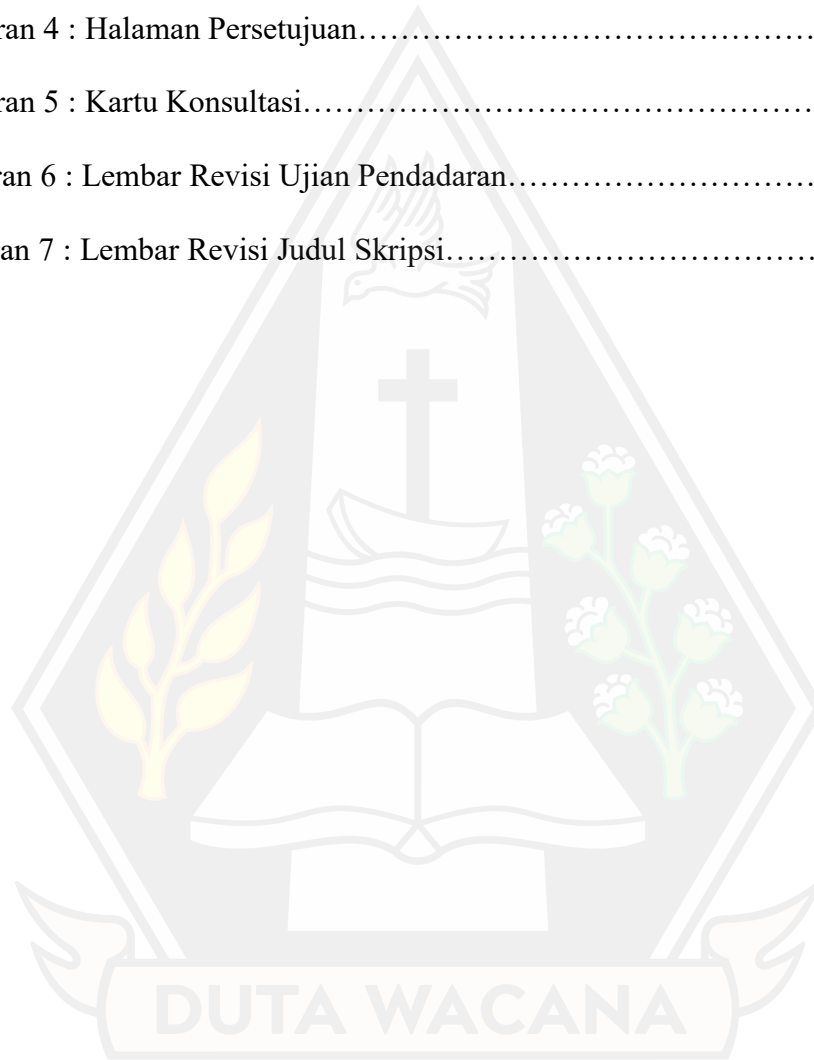 ran 4 : Halaman Persetujuan……………………………………
ran 5 : Kartu Konsultasi…………………………………………
ran 6 : Lembar Revisi Ujian Pendadaran…………………………
an 7 : Lembar Revisi Judul Skripsi………………………………
DUTA WACANA